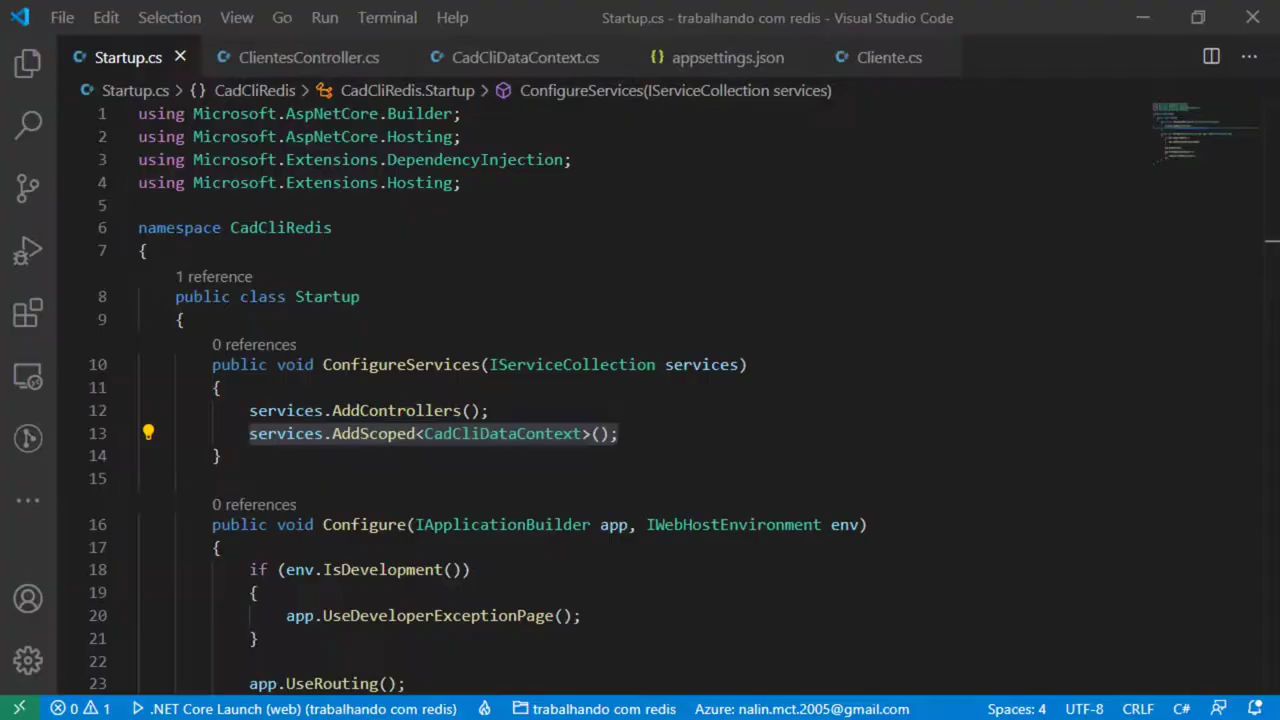 File Edit Selection View Go Run Terminal Help Startup.cs - trabalhando com redis - Visual Studio Code
Startup.cs ClientesController.cs CadCliDataContext.cs {} appsettings.json Cliente.cs
Startup.cs > {} CadCliRedis > CadCliRedis.Startup > ConfigureServices(IServiceCollection services)
1 using Microsoft.AspNetCore.Builder;
2 using Microsoft.AspNetCore.Hosting;
3 using Microsoft.Extensions.DependencyInjection;
4 using Microsoft.Extensions.Hosting;
5
6 namespace CadCliRedis
7 {
1 reference
8 public class Startup
9 {
0 references
10 public void ConfigureServices(IServiceCollection services)
11 {
12 services.AddControllers();
13 services.AddScoped<CadCliDataContext>();
14 }
15
0 references
16 public void Configure(IApplicationBuilder app, IWebHostEnvironment env)
17 {
18 if (env.IsDevelopment())
19 {
20 app.UseDeveloperExceptionPage();
21 }
22
23 app.UseRouting();
0 1 .NET Core Launch (web) (trabalhando com redis) trabalhando com redis Azure: nalin.mct.2005@gmail.com Spaces: 4 UTF-8 CRLF C#